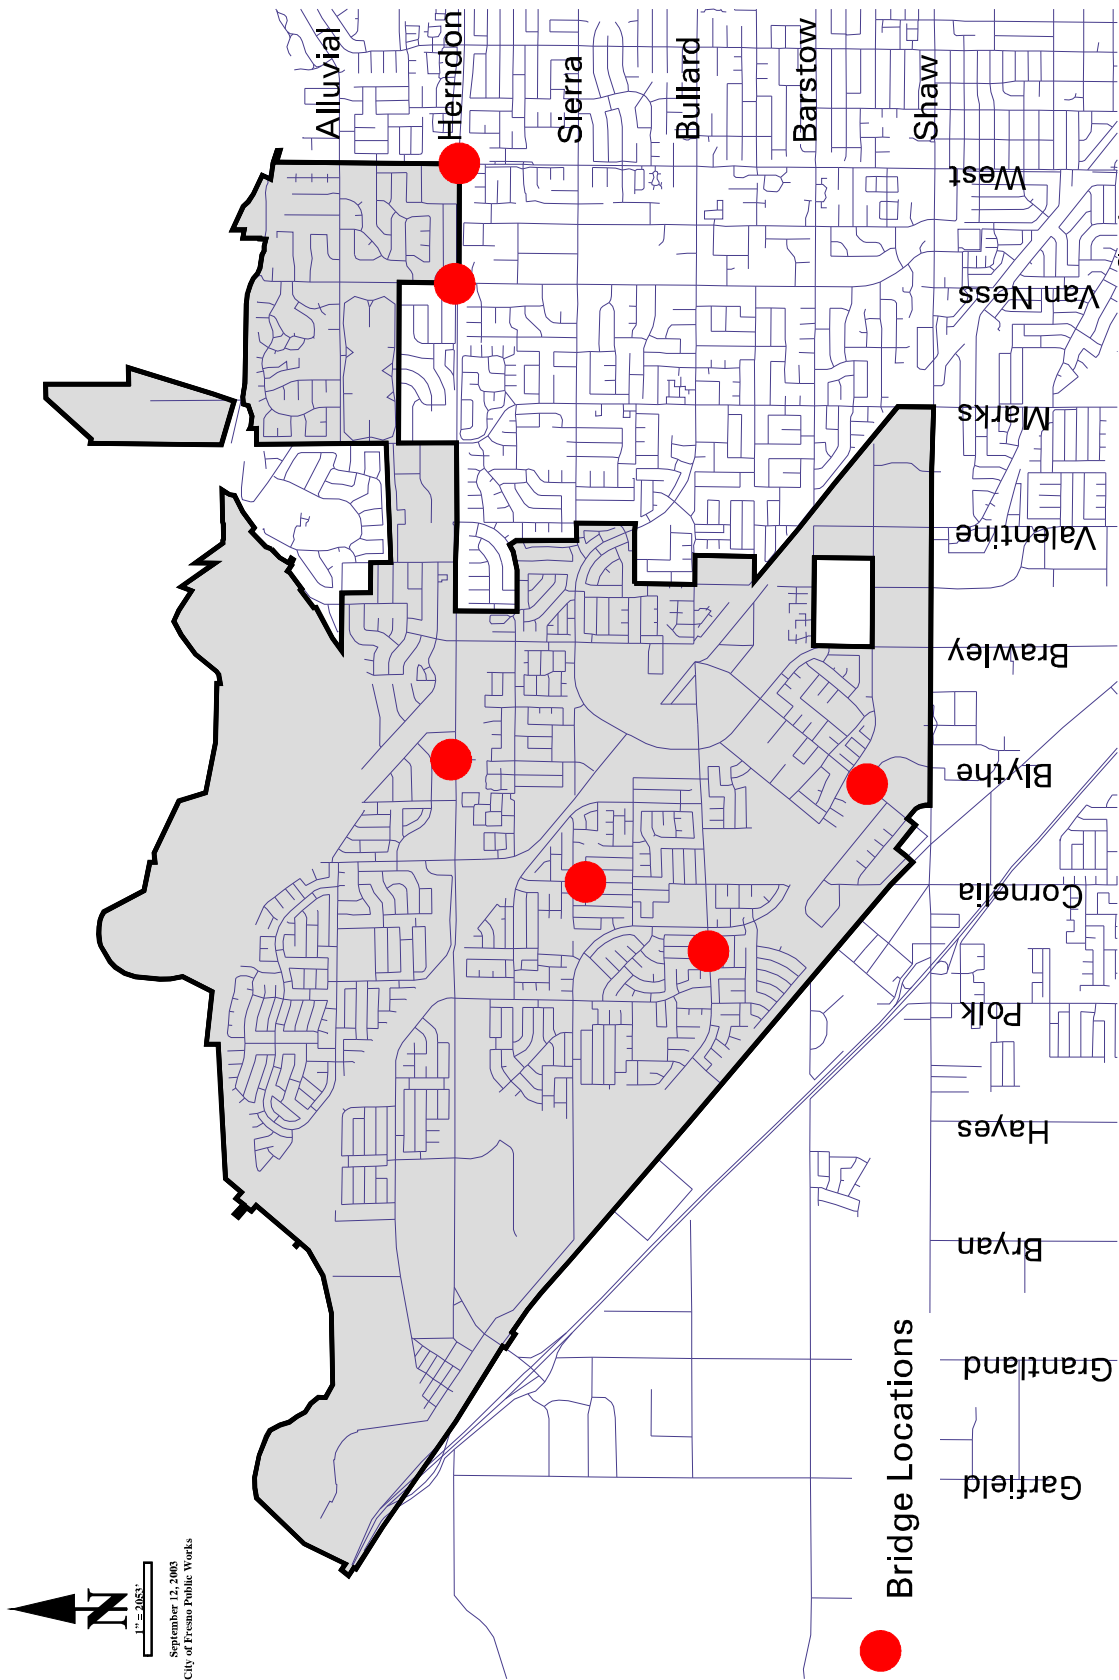 Alluvial
Herndon
Sierra
Bullard
Barstow
Shaw
West
Van Ness
Marks
Valentine
Brawley
Blythe
Cornelia
Polk
Hayes
Bryan
Grantland
Garfield
Bridge Locations
N
1" = 2053'
September 12, 2003
City of Fresno Public Works